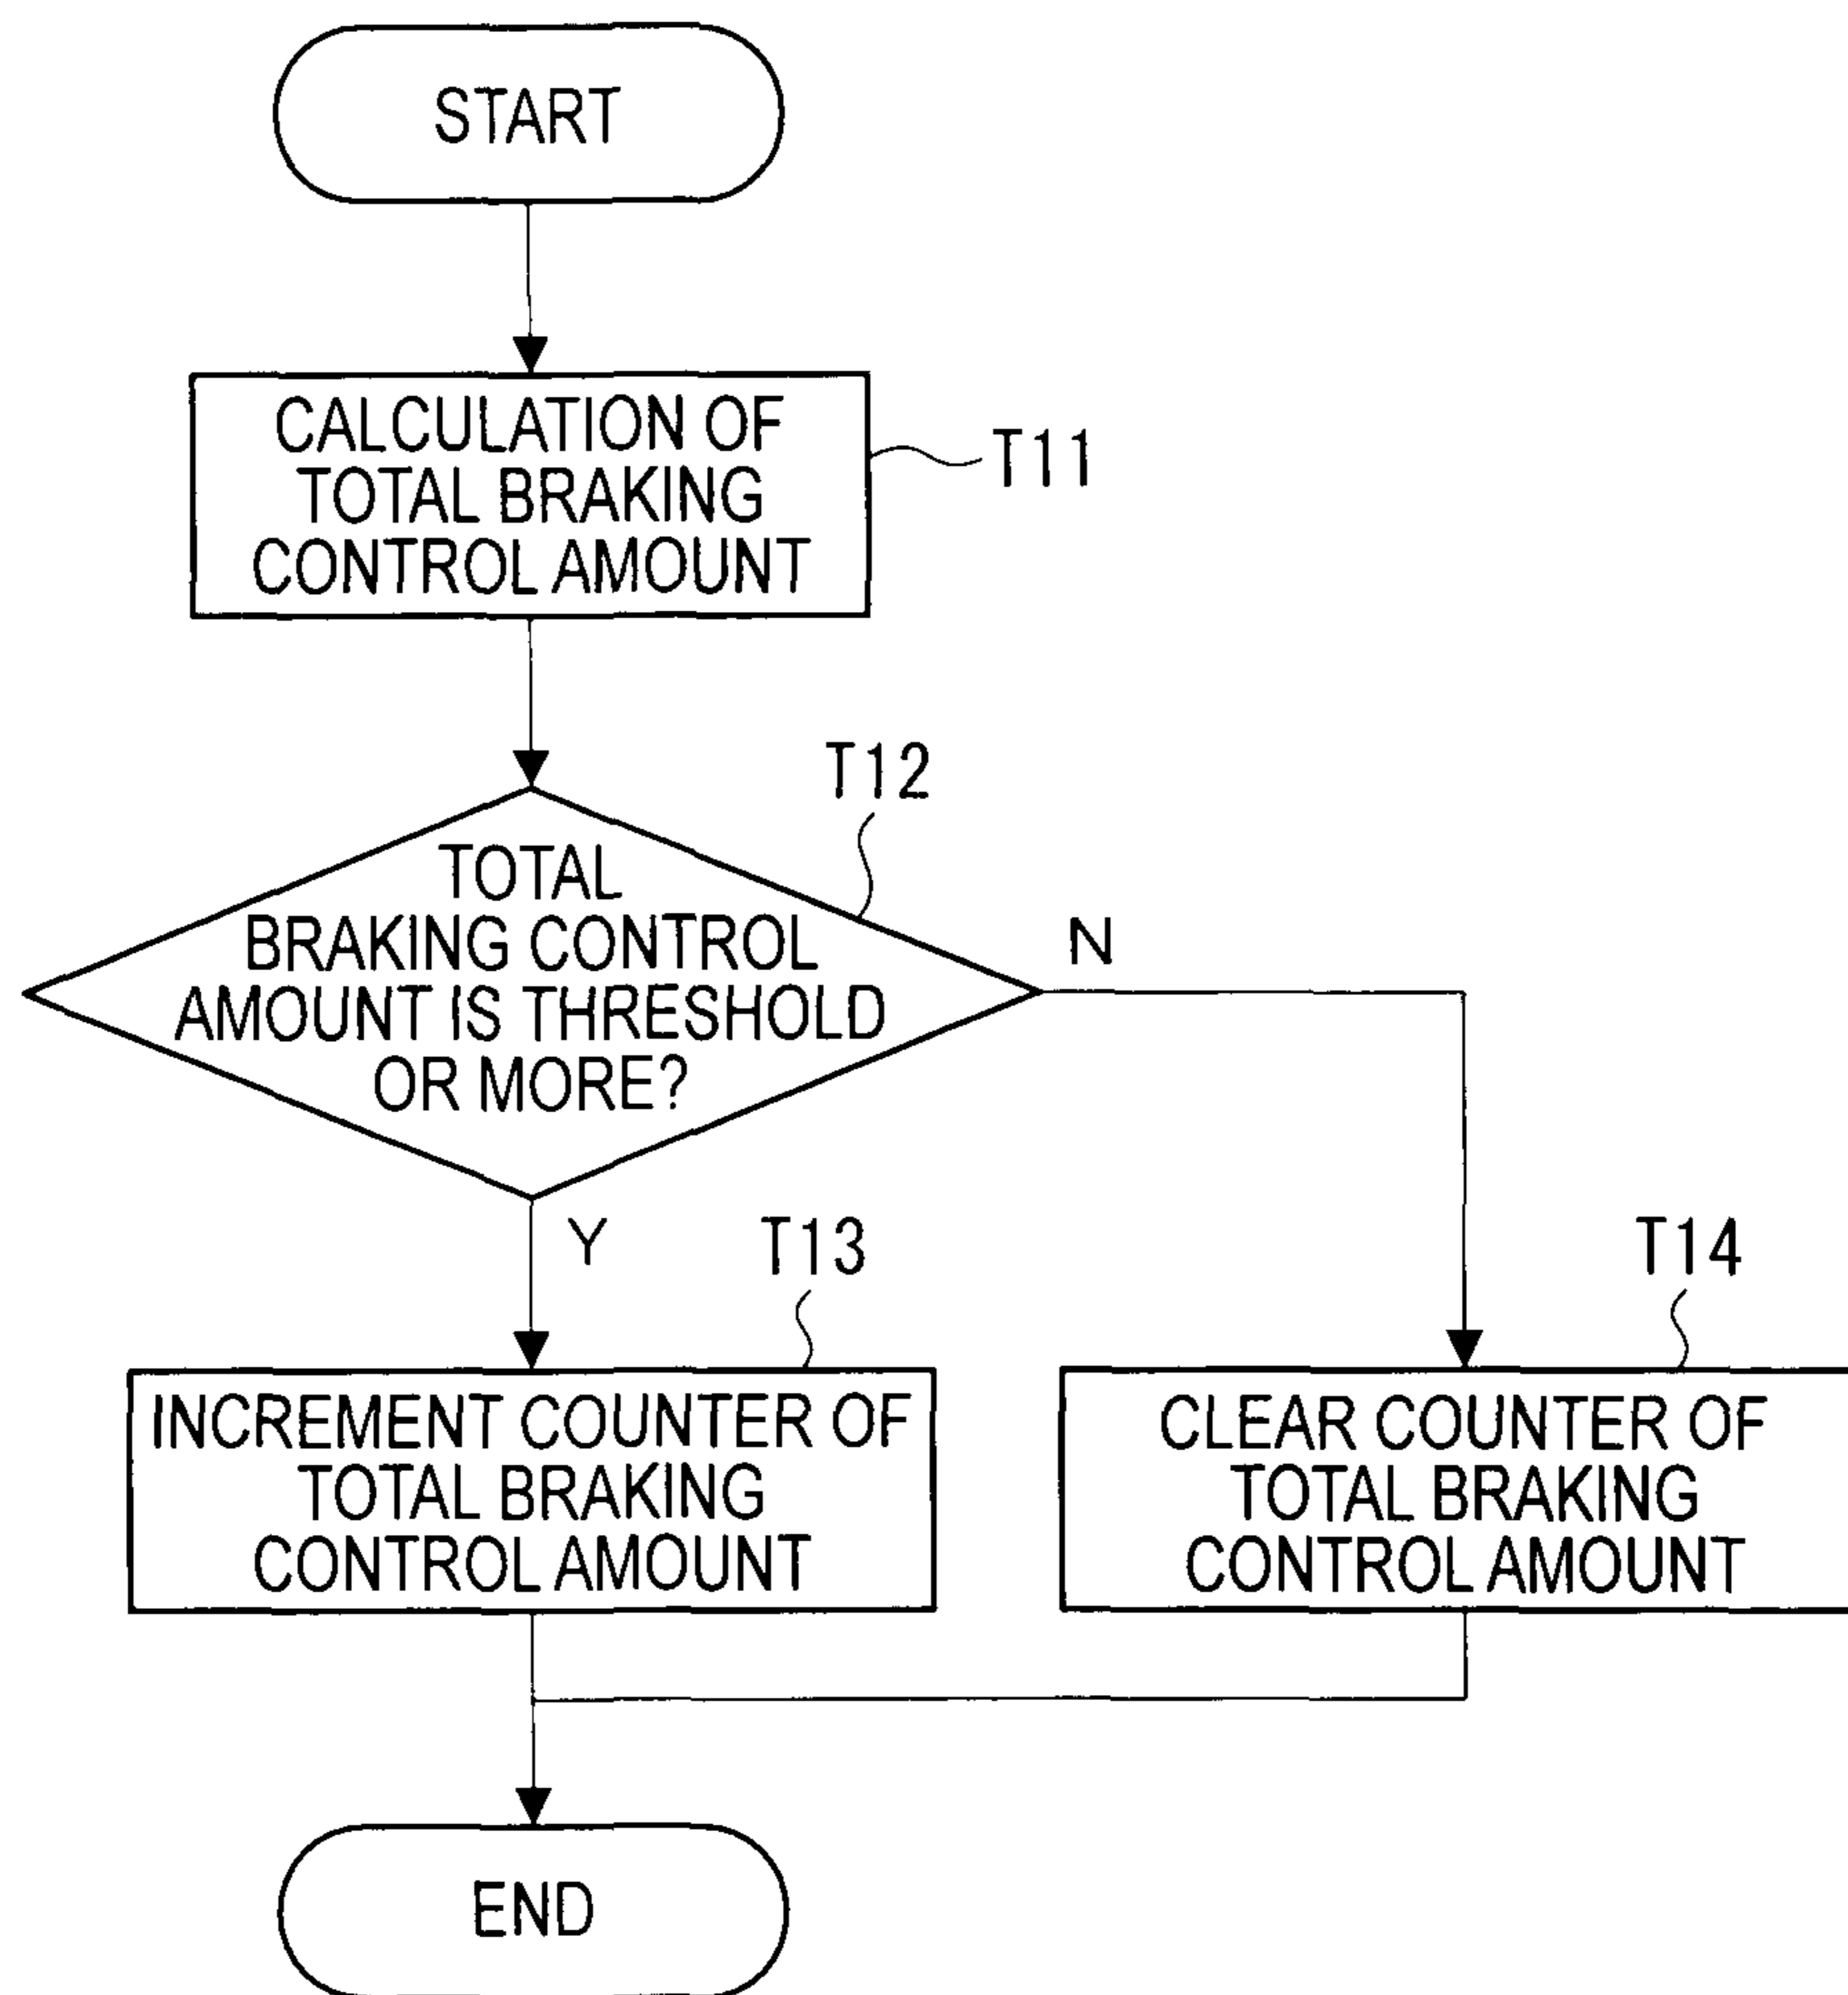 START
CALCULATION OF
TOTAL BRAKING
CONTROL AMOUNT
T11
T12
TOTAL
BRAKING CONTROL
AMOUNT IS THRESHOLD
OR MORE?
N
Y
T13
T14
INCREMENT COUNTER OF
TOTAL BRAKING
CONTROL AMOUNT
CLEAR COUNTER OF
TOTAL BRAKING
CONTROL AMOUNT
END